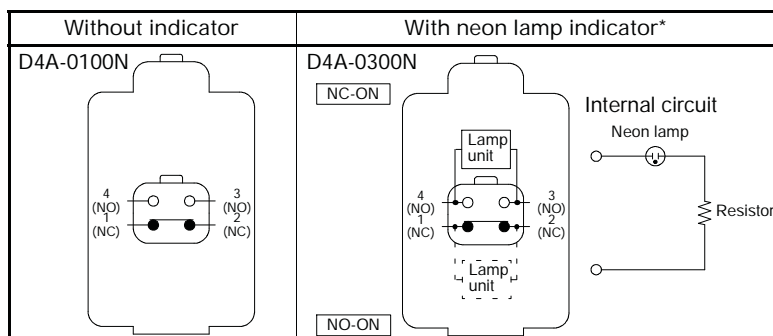 Without indicator
With neon lamp indicator*
D4A-0100N
4
(NO)
3
(NO)
1
(NC)
2
(NC)
D4A-0300N
NC-ON
Lamp
unit
4
(NO)
3
(NO)
1
(NC)
2
(NC)
Lamp
unit
NO-ON
Internal circuit
Neon lamp
Resistor